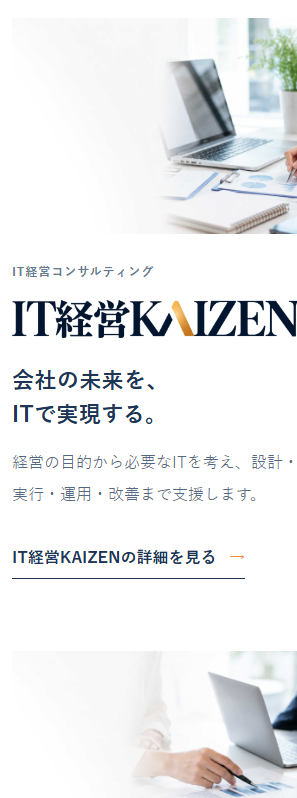 IT経営コンサルティング
IT経営KAIZEN
会社の未来を、
ITで実現する。
経営の目的から必要なITを考え、設計・
実行・運用・改善まで支援します。
IT経営KAIZENの詳細を見る →